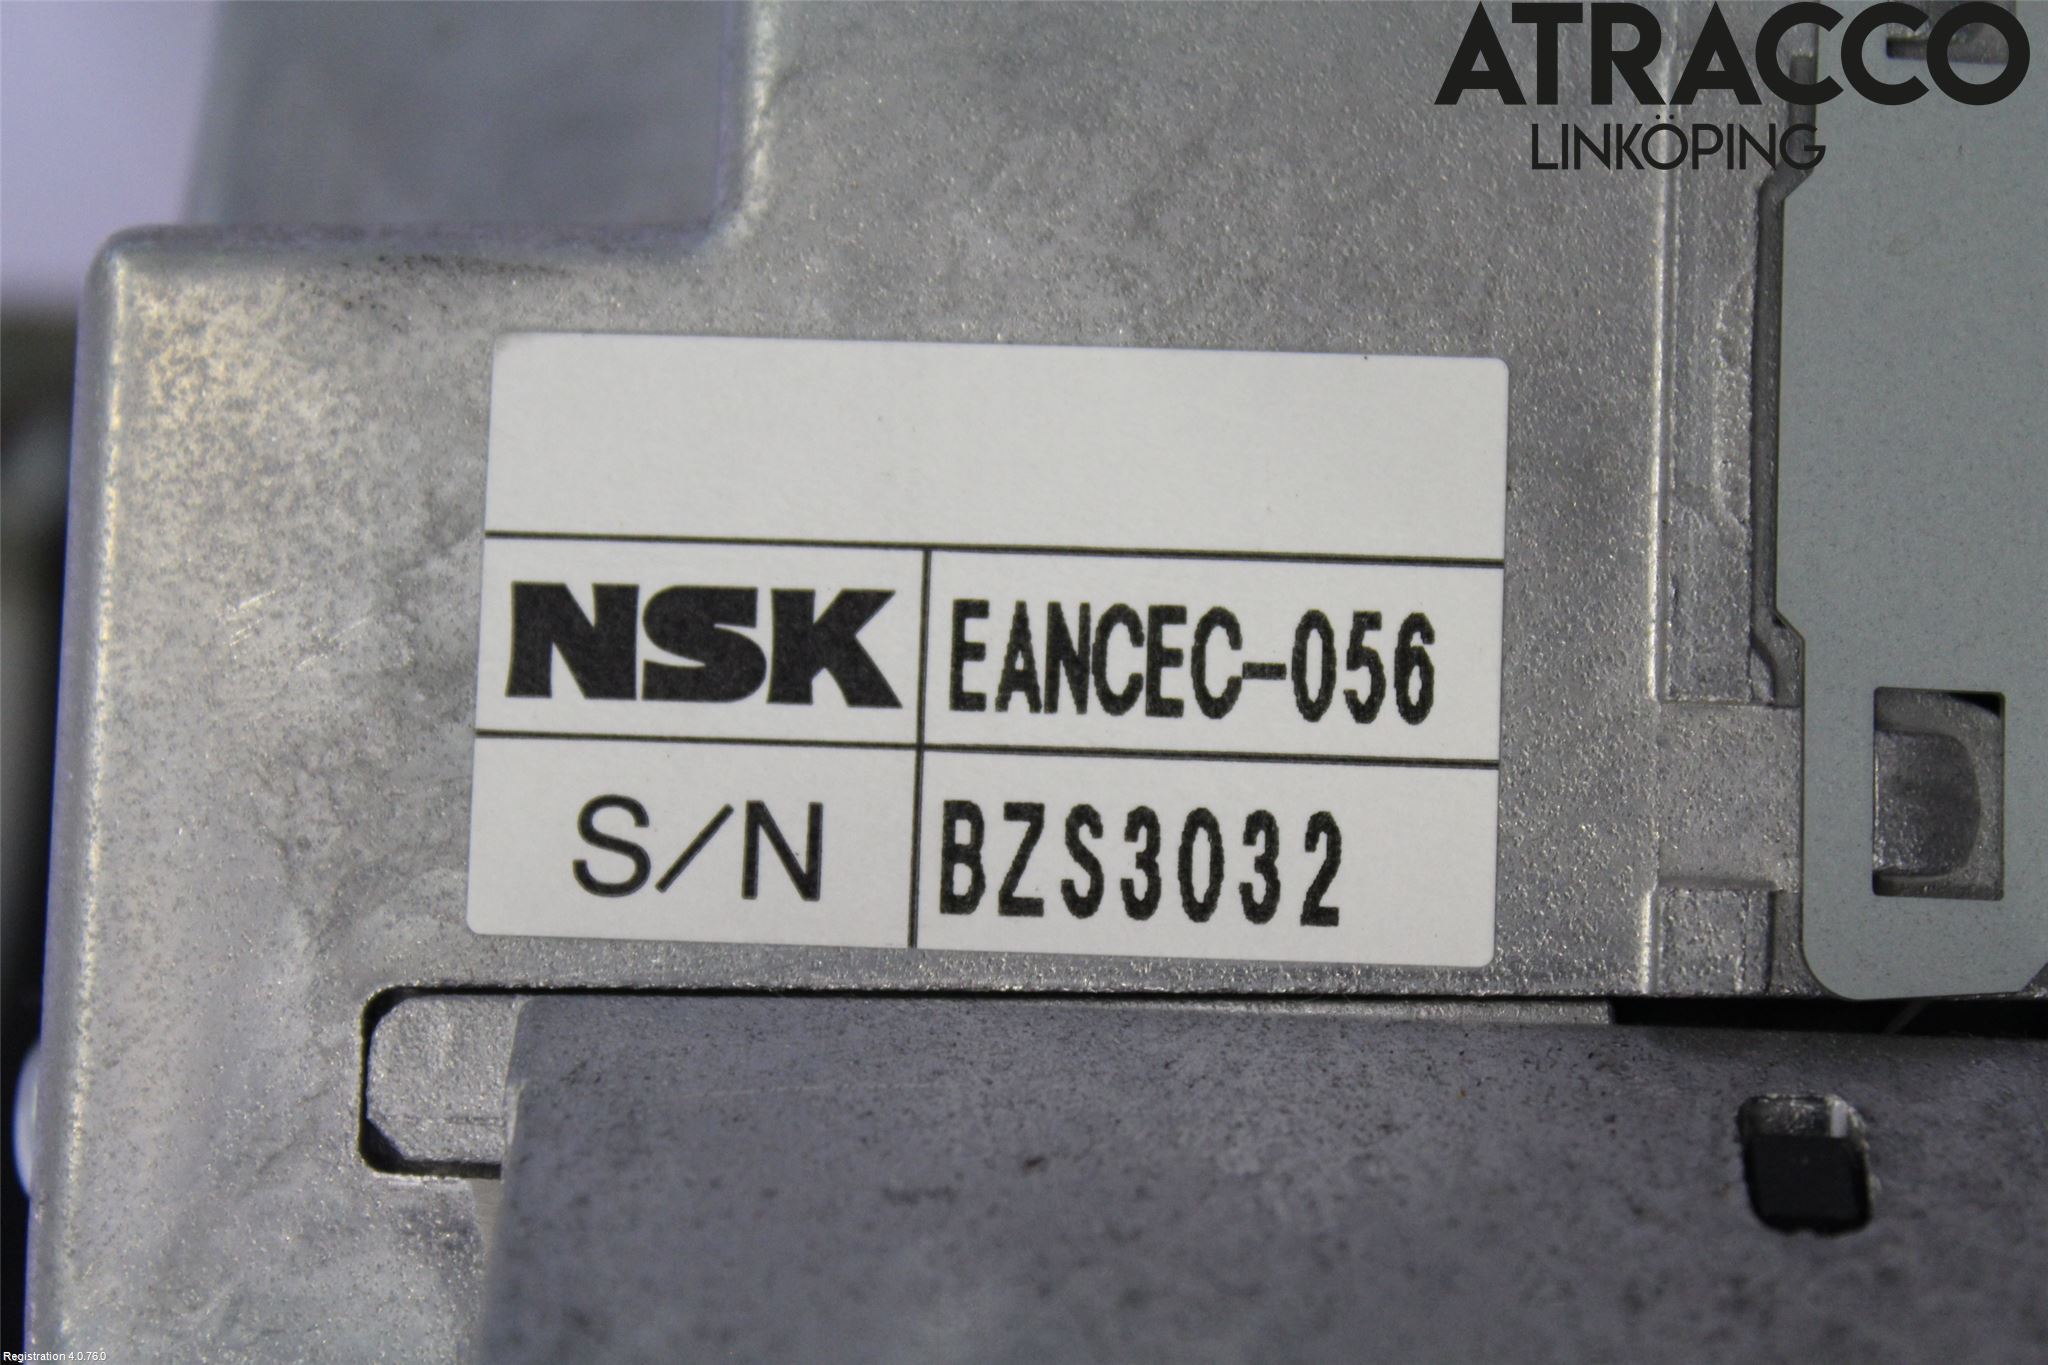 ATRACCO
LINKÖPING
NSK EANCEC-056
S/N BZS3032
Registration 4.0.76.0